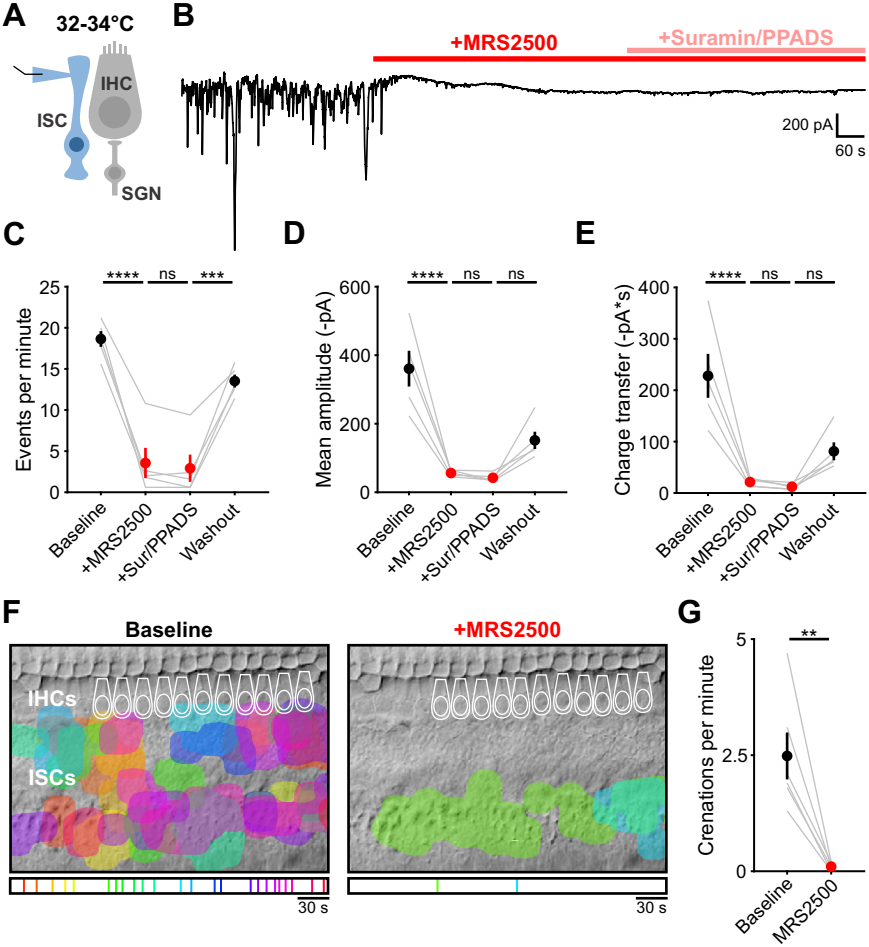 A
32-34°C
IHC
ISC
SGN
B
+MRS2500
+Suramin/PPADS
200 pA
60 s
C
**** ns ***
Events per minute
25
20
15
10
5
0
Baseline
+MRS2500
+Sur/PPADS
Washout
D
**** ns ns
Mean amplitude (-pA)
600
400
200
0
Baseline
+MRS2500
+Sur/PPADS
Washout
E
**** ns ns
Charge transfer (-pA*s)
400
300
200
100
0
Baseline
+MRS2500
+Sur/PPADS
Washout
F
Baseline
IHCs
ISCs
30 s
+MRS2500
30 s
G
**
Crenations per minute
5
2.5
0
Baseline
MRS2500